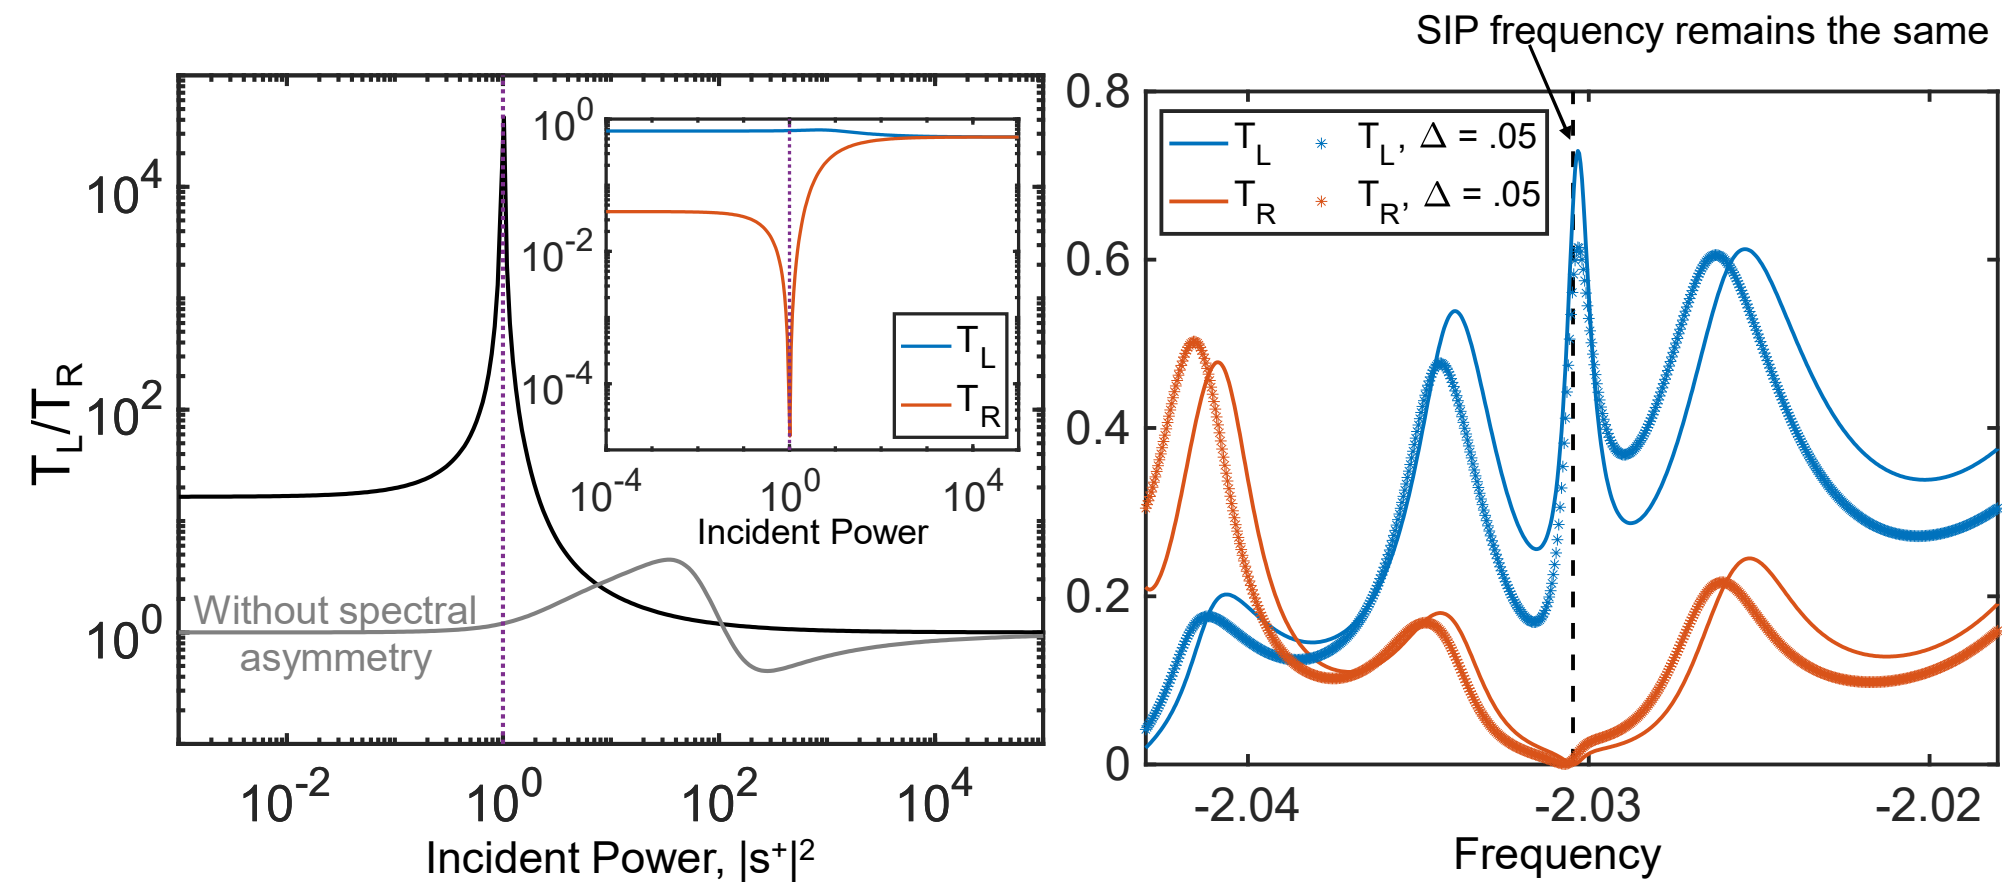 SIP frequency remains the same
T_L/T_R
10^4
10^2
10^0
10^-2
10^0
10^2
10^4
Incident Power, |s^+|^2
Without spectral
asymmetry
10^0
10^-2
10^-4
10^-4
10^0
10^4
Incident Power
T_L
T_R
0.8
0.6
0.4
0.2
0
T_L
T_L, Δ = .05
T_R
T_R, Δ = .05
-2.04
-2.03
-2.02
Frequency